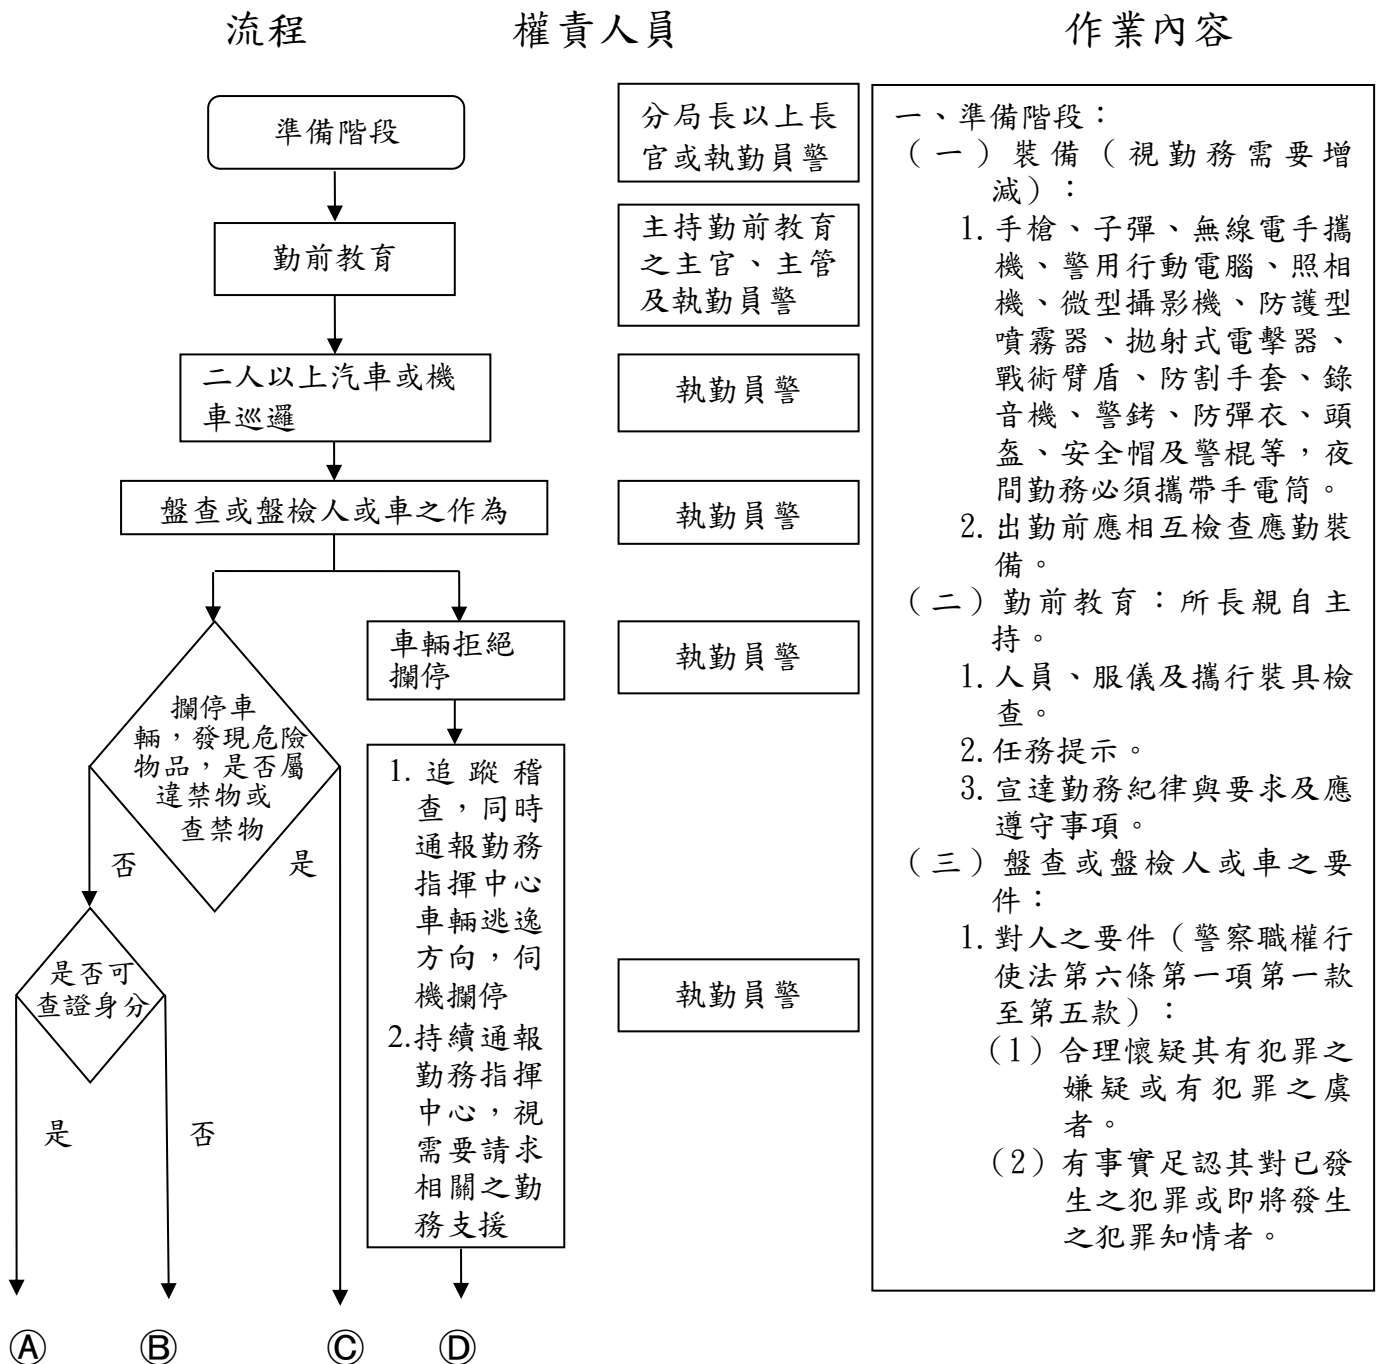 流程
權責人員
作業內容
準備階段
勤前教育
二人以上汽車或機
車巡邏
盤查或盤檢人或車之作為
攔停車
輛，發現危險
物品，是否屬
違禁物或
查禁物
否
是
是否可
查證身分
是
否
車輛拒絕
攔停
1. 追蹤稽
查，同時
通報勤務
指揮中心
車輛逃逸
方向，伺
機攔停
2.持續通報
勤務指揮
中心，視
需要請求
相關之勤
務支援
Ⓐ
Ⓑ
Ⓒ
Ⓓ
分局長以上長
官或執勤員警
主持勤前教育
之主官、主管
及執勤員警
執勤員警
執勤員警
執勤員警
執勤員警
一、準備階段：
（一）裝備（視勤務需要增
減）：
1.手槍、子彈、無線電手攜
機、警用行動電腦、照相
機、微型攝影機、防護型
噴霧器、拋射式電擊器、
戰術臂盾、防割手套、錄
音機、警銬、防彈衣、頭
盔、安全帽及警棍等，夜
間勤務必須攜帶手電筒。
2.出勤前應相互檢查應勤裝
備。
（二）勤前教育：所長親自主
持。
1.人員、服儀及攜行裝具檢
查。
2.任務提示。
3.宣達勤務紀律與要求及應
遵守事項。
（三）盤查或盤檢人或車之要
件：
1.對人之要件（警察職權行
使法第六條第一項第一款
至第五款）：
（1）合理懷疑其有犯罪之
嫌疑或有犯罪之虞
者。
（2）有事實足認其對已發
生之犯罪或即將發生
之犯罪知情者。